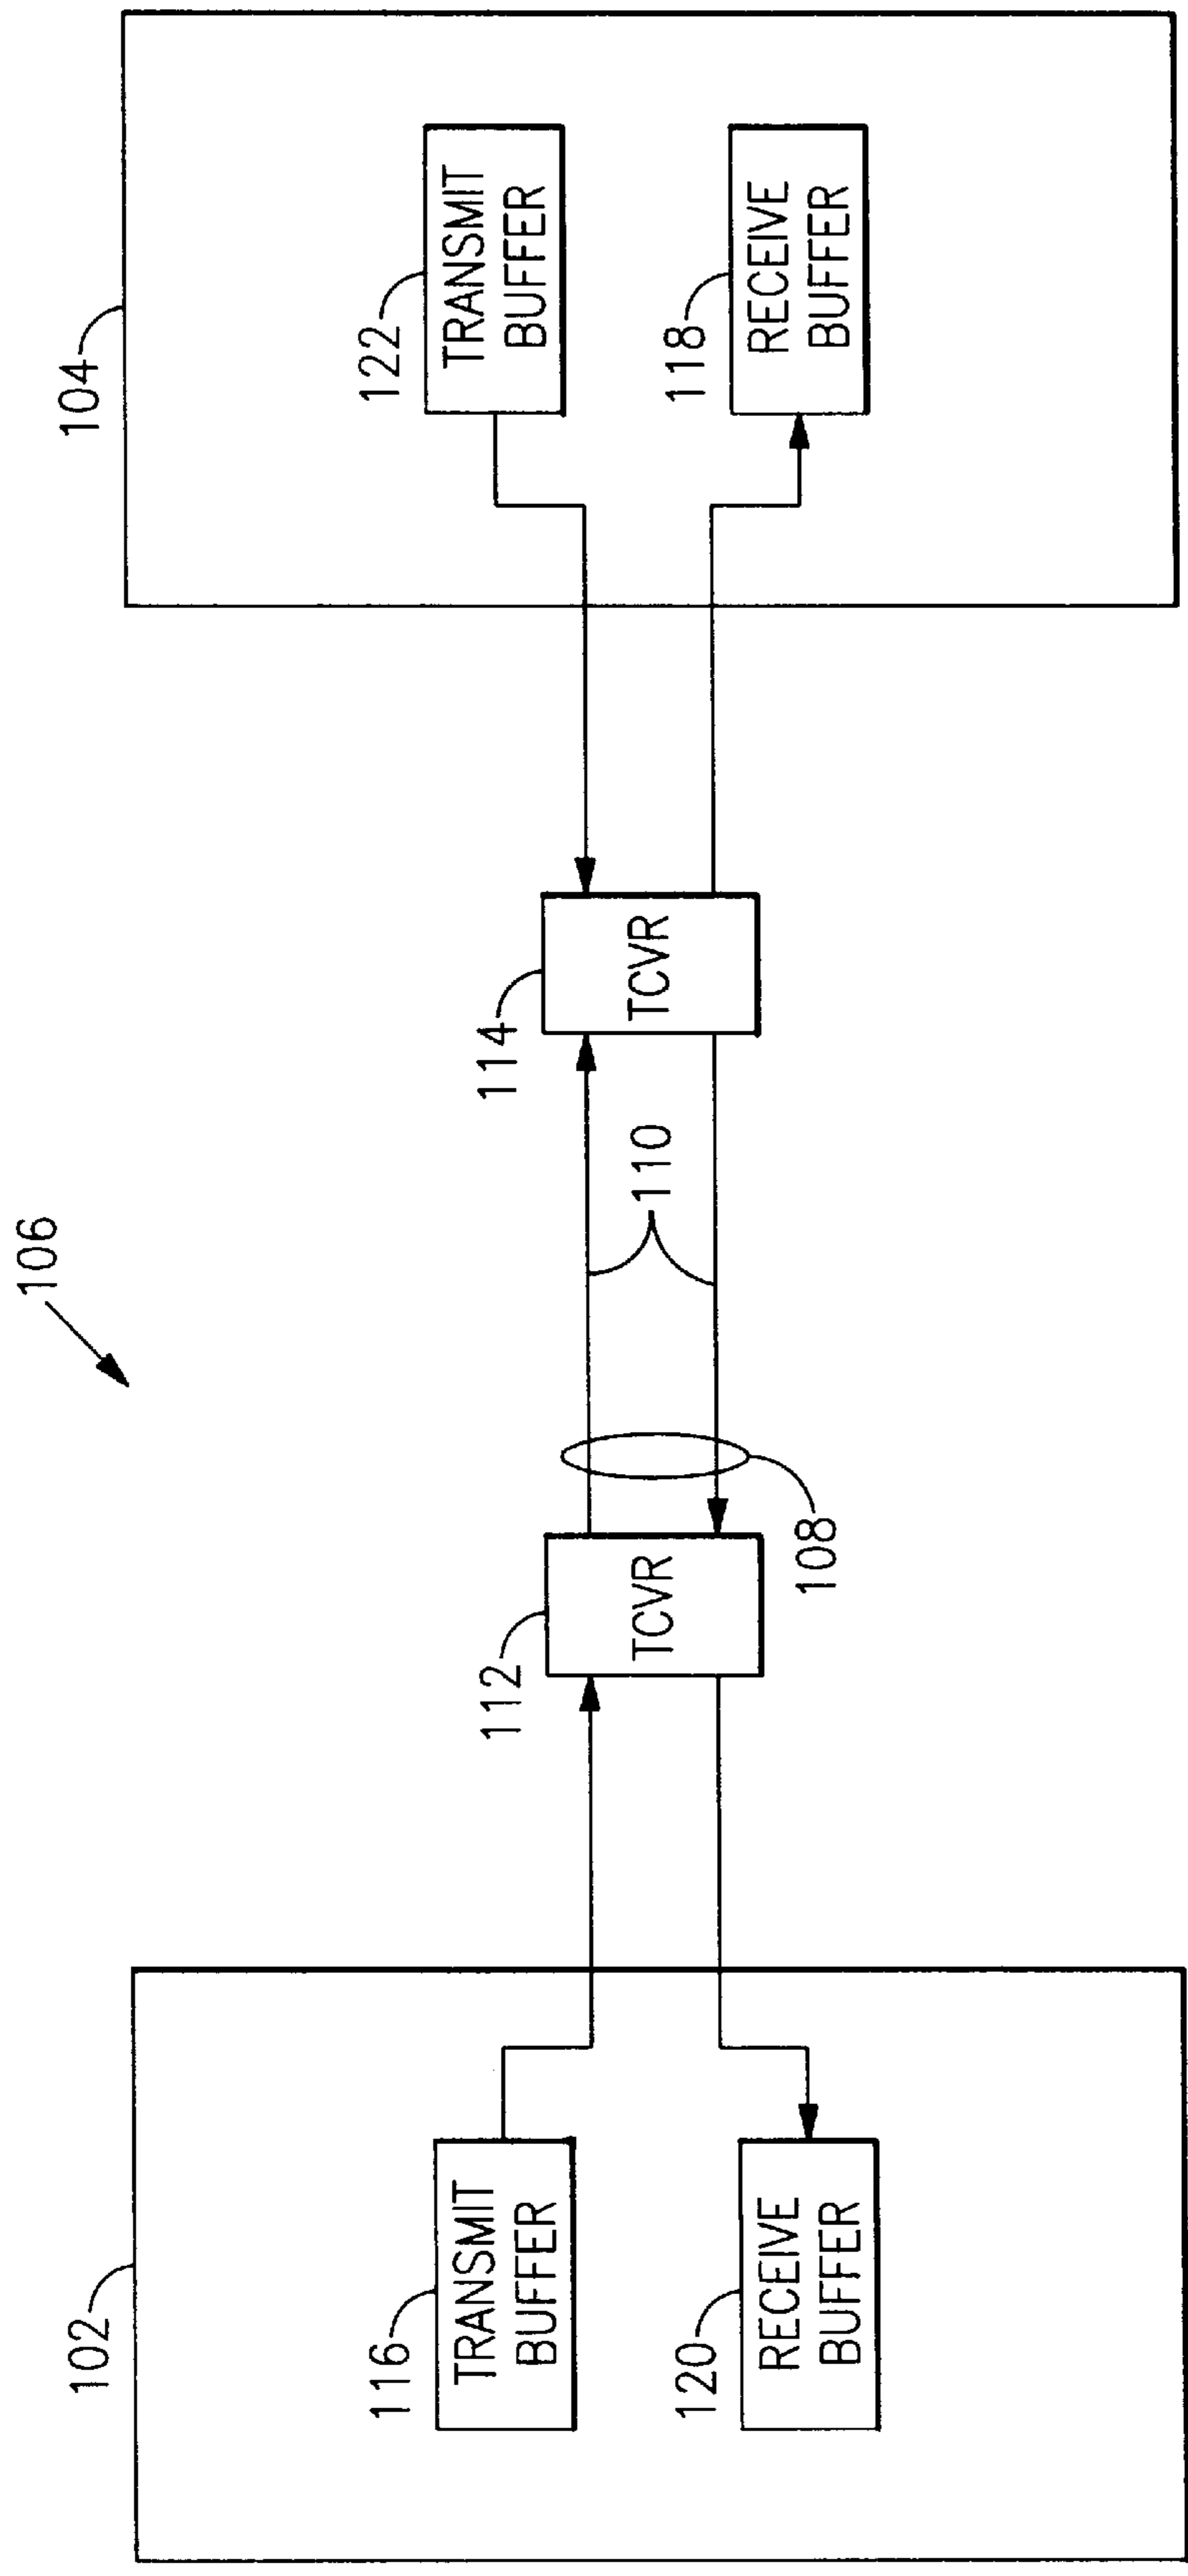 106
102
104
116
TRANSMIT
BUFFER
120
RECEIVE
BUFFER
112
TCVR
108
110
114
TCVR
122
TRANSMIT
BUFFER
118
RECEIVE
BUFFER